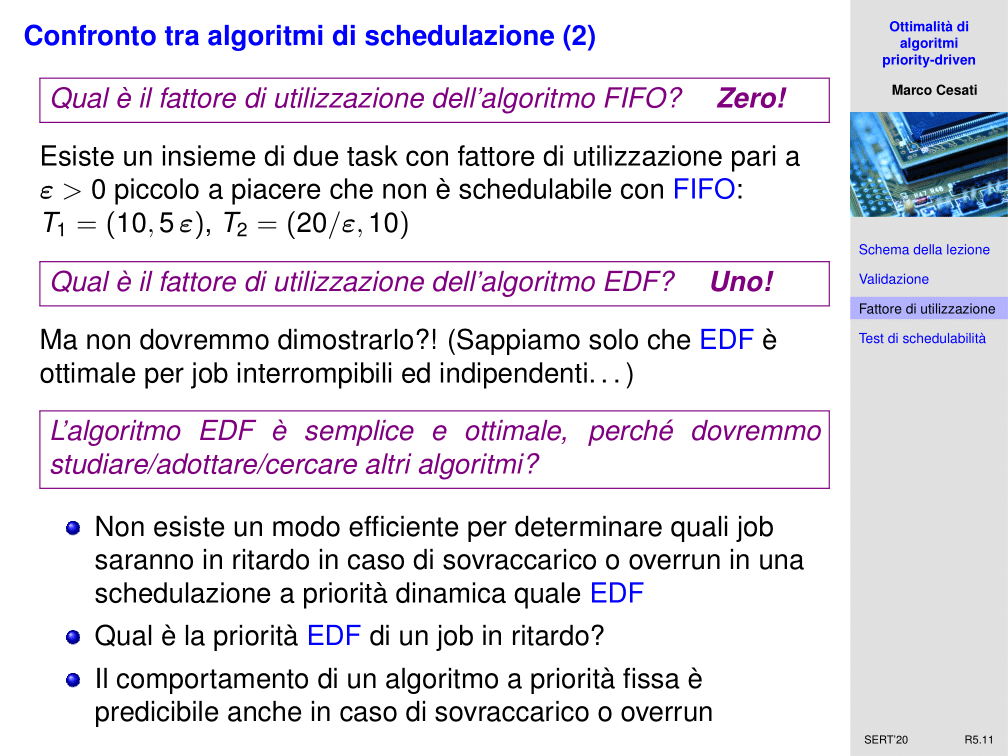 Confronto tra algoritmi di schedulazione (2)
Qual è il fattore di utilizzazione dell'algoritmo FIFO? Zero!
Esiste un insieme di due task con fattore di utilizzazione pari a
ε > 0 piccolo a piacere che non è schedulabile con FIFO:
T₁ = (10, 5 ε), T₂ = (20/ε, 10)
Qual è il fattore di utilizzazione dell'algoritmo EDF? Uno!
Ma non dovremmo dimostrarlo?! (Sappiamo solo che EDF è
ottimale per job interrompibili ed indipendenti. . . )
L'algoritmo EDF è semplice e ottimale, perché dovremmo
studiare/adottare/cercare altri algoritmi?
Non esiste un modo efficiente per determinare quali job
saranno in ritardo in caso di sovraccarico o overrun in una
schedulazione a priorità dinamica quale EDF
Qual è la priorità EDF di un job in ritardo?
Il comportamento di un algoritmo a priorità fissa è
predicibile anche in caso di sovraccarico o overrun
Ottimalità di
algoritmi
priority-driven
Marco Cesati
R47 R48
Schema della lezione
Validazione
Fattore di utilizzazione
Test di schedulabilità
SERT'20 R5.11